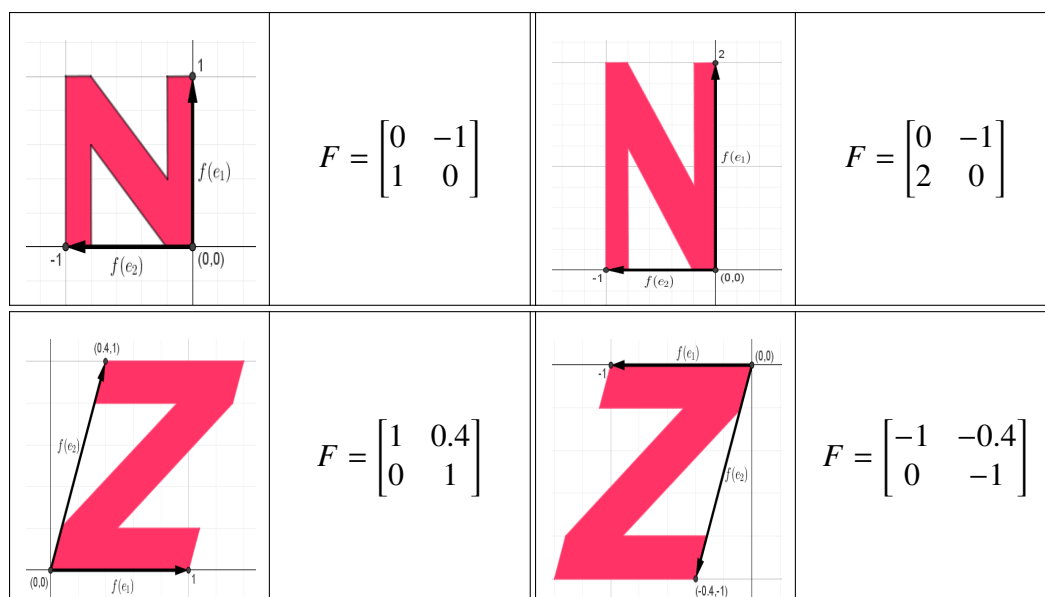 1
f(e₁)
-1
f(e₂)
(0,0)
F = [0 -1
1 0]
2
f(e₁)
-1
f(e₂)
(0,0)
F = [0 -1
2 0]
(0.4,1)
f(e₂)
(0,0)
f(e₁)
1
F = [1 0.4
0 1]
f(e₁)
(0,0)
-1
f(e₂)
(-0.4,-1)
F = [-1 -0.4
0 -1]